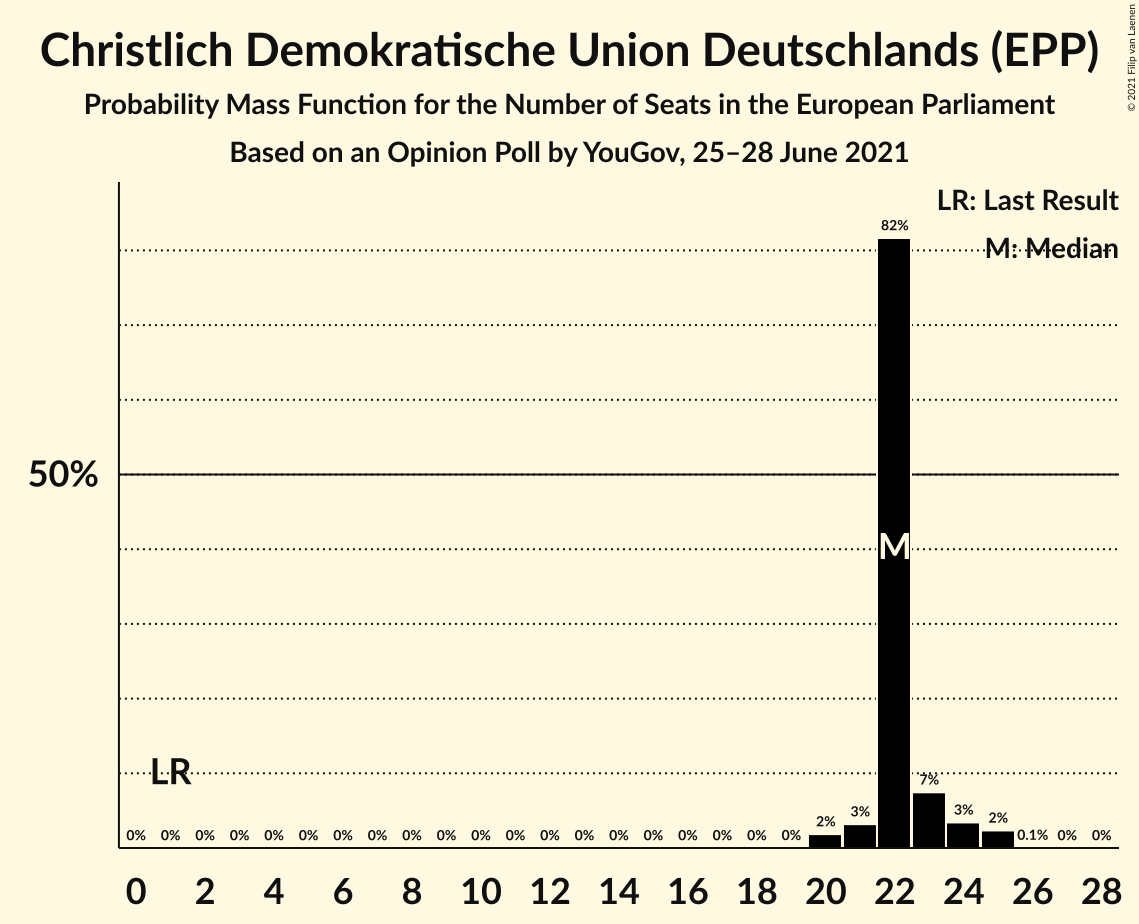 Christlich Demokratische Union Deutschlands (EPP)
Probability Mass Function for the Number of Seats in the European Parliament
Based on an Opinion Poll by YouGov, 25–28 June 2021
© 2021 Filip van Laenen
LR: Last Result
M: Median
82%
50%
M
LR
7%
0% 0% 0% 0% 0% 0% 0% 0% 0% 0% 0% 0% 0% 0% 0% 0% 0% 0% 0% 0% 2% 3% 3% 2% 0.1% 0% 0%
0 2 4 6 8 10 12 14 16 18 20 22 24 26 28